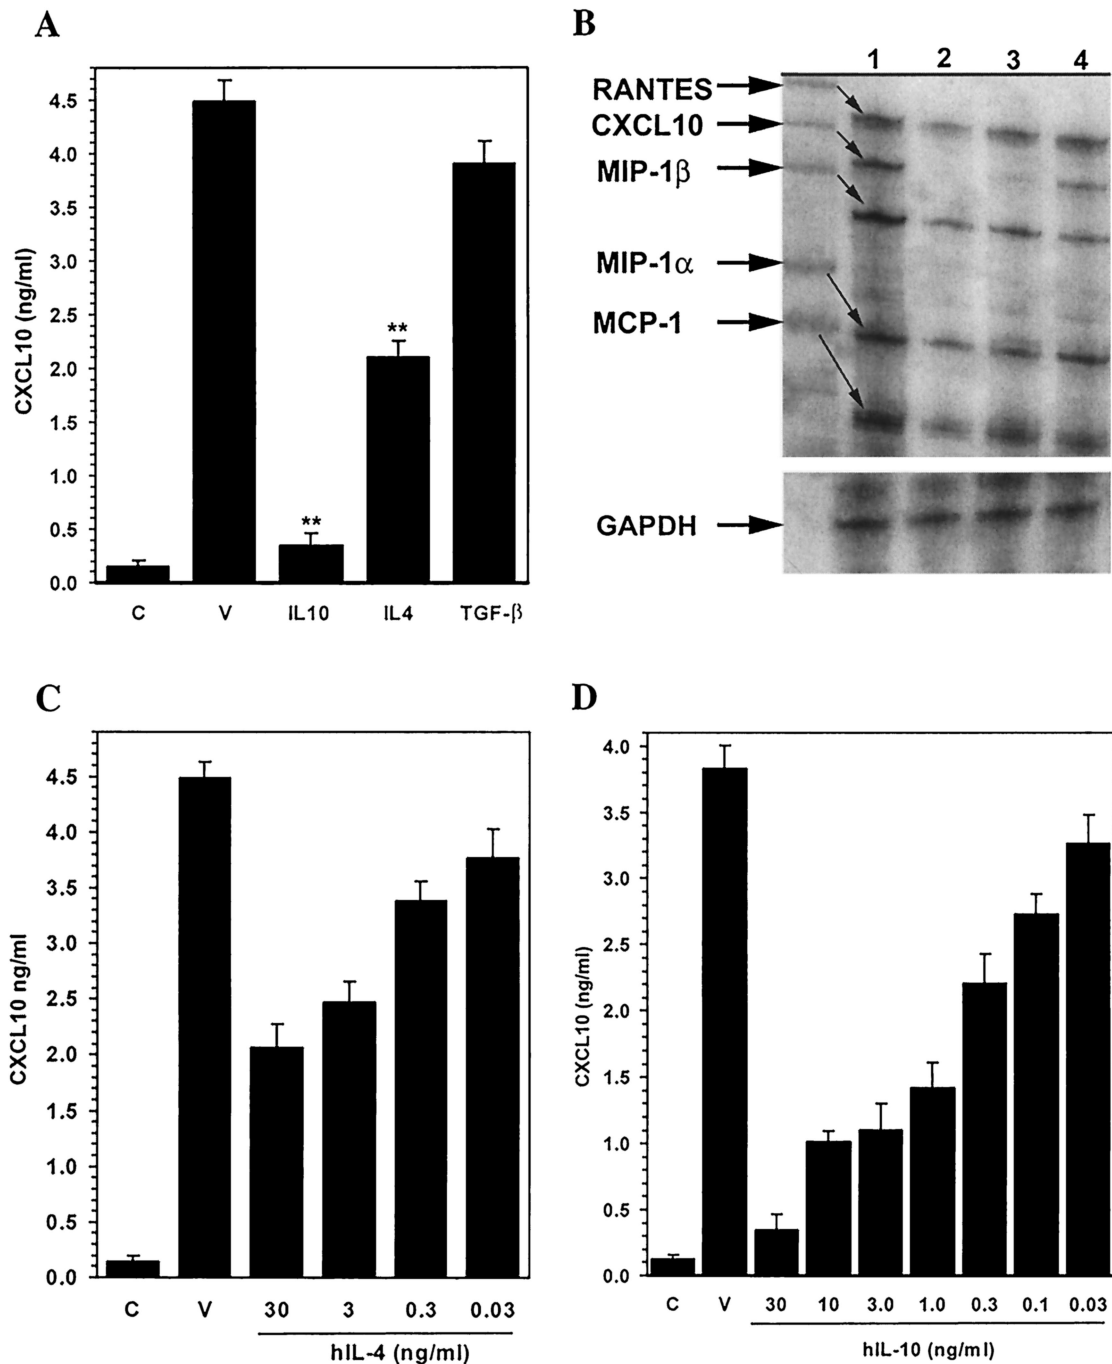 A
CXCL10 (ng/ml)
4.5
4.0
3.5
3.0
2.5
2.0
1.5
1.0
0.5
0.0
**
**
C V IL10 IL4 TGF-β
B
1 2 3 4
RANTES
CXCL10
MIP-1β
MIP-1α
MCP-1
GAPDH
C
CXCL10 ng/ml
4.5
4.0
3.5
3.0
2.5
2.0
1.5
1.0
0.5
0.0
C V 30 3 0.3 0.03
hIL-4 (ng/ml)
D
CXCL10 (ng/ml)
4.0
3.5
3.0
2.5
2.0
1.5
1.0
0.5
0.0
C V 30 10 3.0 1.0 0.3 0.1 0.03
hIL-10 (ng/ml)